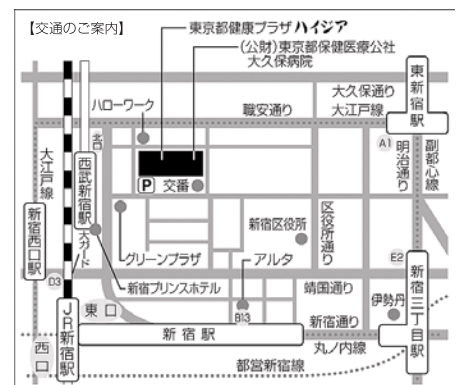 【交通のご案内】
東京都健康プラザ ハイジア
(公財)東京都保健医療公社
大久保病院
大久保通り
大江戸線
職安通り
ハローワーク
東新宿駅
A1
明治通り
副都心線
北口
西武新宿駅
大江戸線
新宿西口駅
大ガード
P
交番
新宿区役所
区役所通り
グリーンプラザ
アルタ
新宿プリンスホテル
D3
E2
靖国通り
伊勢丹
新宿三丁目駅
B13
新宿通り
東口
JR新宿駅
新宿駅
丸ノ内線
西口
都営新宿線